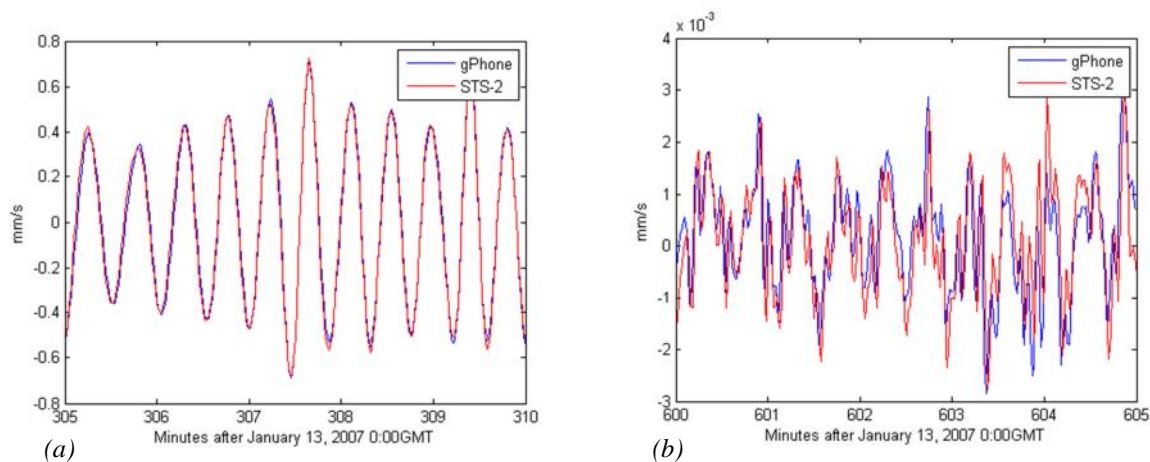 0.8
0.6
0.4
0.2
0
-0.2
-0.4
-0.6
-0.8
mm/s
gPhone
STS-2
305 306 307 308 309 310
Minutes after January 13, 2007 0:00GMT
(a)
x 10⁻³
4
3
2
1
0
-1
-2
-3
mm/s
gPhone
STS-2
600 601 602 603 604 605
Minutes after January 13, 2007 0:00GMT
(b)